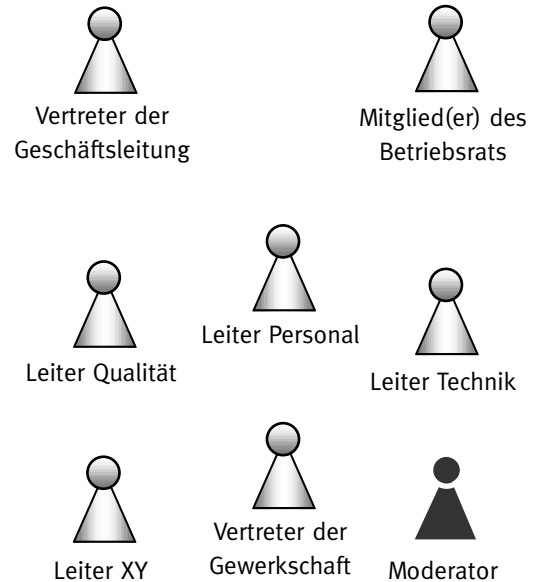 Vertreter der
Geschäftsleitung
Mitglied(er) des
Betriebsrats
Leiter Personal
Leiter Qualität
Leiter Technik
Vertreter der
Gewerkschaft
Leiter XY
Moderator